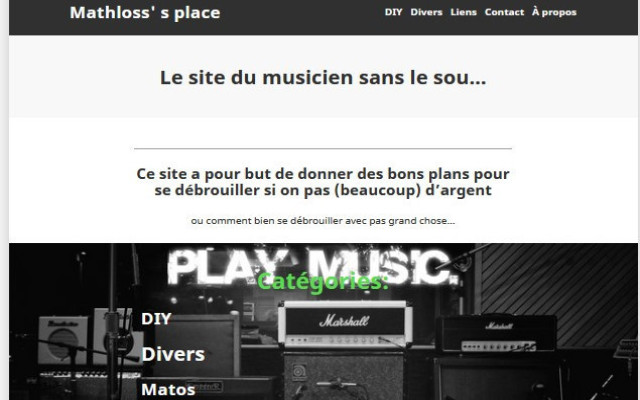 Mathloss' s place
DIY Divers Liens Contact À propos
Le site du musicien sans le sou...
Ce site a pour but de donner des bons plans pour
se débrouiller si on pas (beaucoup) d’argent
ou comment bien se débrouiller avec pas grand chose...
PLAY MUSIC.
Catégories:
DIY
Marshall
Marshall
Divers
Matos